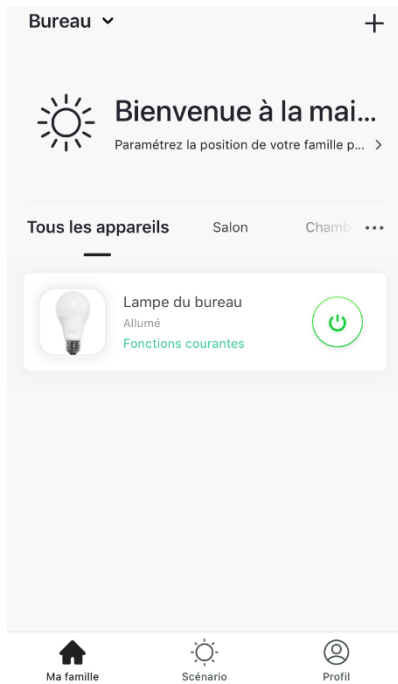 Bureau
Bienvenue à la mai...
Paramétrez la position de votre famille p...
Tous les appareils Salon Chamb
Lampe du bureau
Allumé
Fonctions courantes
Ma famille Scénario Profil